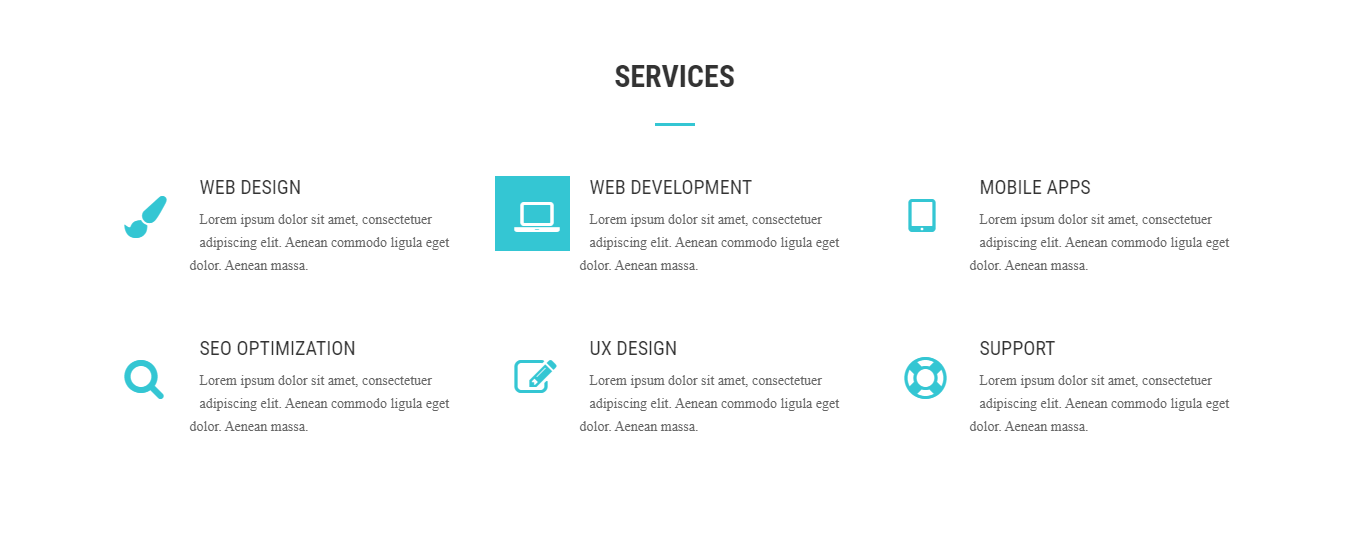 SERVICES
WEB DESIGN
Lorem ipsum dolor sit amet, consectetuer
adipiscing elit. Aenean commodo ligula eget
dolor. Aenean massa.
WEB DEVELOPMENT
Lorem ipsum dolor sit amet, consectetuer
adipiscing elit. Aenean commodo ligula eget
dolor. Aenean massa.
MOBILE APPS
Lorem ipsum dolor sit amet, consectetuer
adipiscing elit. Aenean commodo ligula eget
dolor. Aenean massa.
SEO OPTIMIZATION
Lorem ipsum dolor sit amet, consectetuer
adipiscing elit. Aenean commodo ligula eget
dolor. Aenean massa.
UX DESIGN
Lorem ipsum dolor sit amet, consectetuer
adipiscing elit. Aenean commodo ligula eget
dolor. Aenean massa.
SUPPORT
Lorem ipsum dolor sit amet, consectetuer
adipiscing elit. Aenean commodo ligula eget
dolor. Aenean massa.